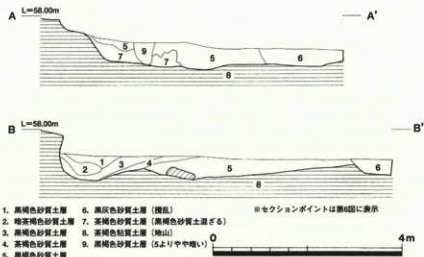 A L=58.00m A'
5 9 7 7 5 6
8
B L=58.00m B'
1 2 3 4 5 6
8
1. 黒褐色砂質土層 6. 黒灰色砂質土層（攪乱）
2. 暗茶褐色砂質土層 7. 茶褐色砂質土層（黒褐色砂質土混ざる） ※セクションポイントは第6図に表示
3. 黒褐色砂質土層 8. 茶褐色粘質土層（地山）
4. 茶褐色砂質土層 9. 黒褐色砂質土層（5よりやや暗い） 0 4m
5. 黒褐色砂質土層